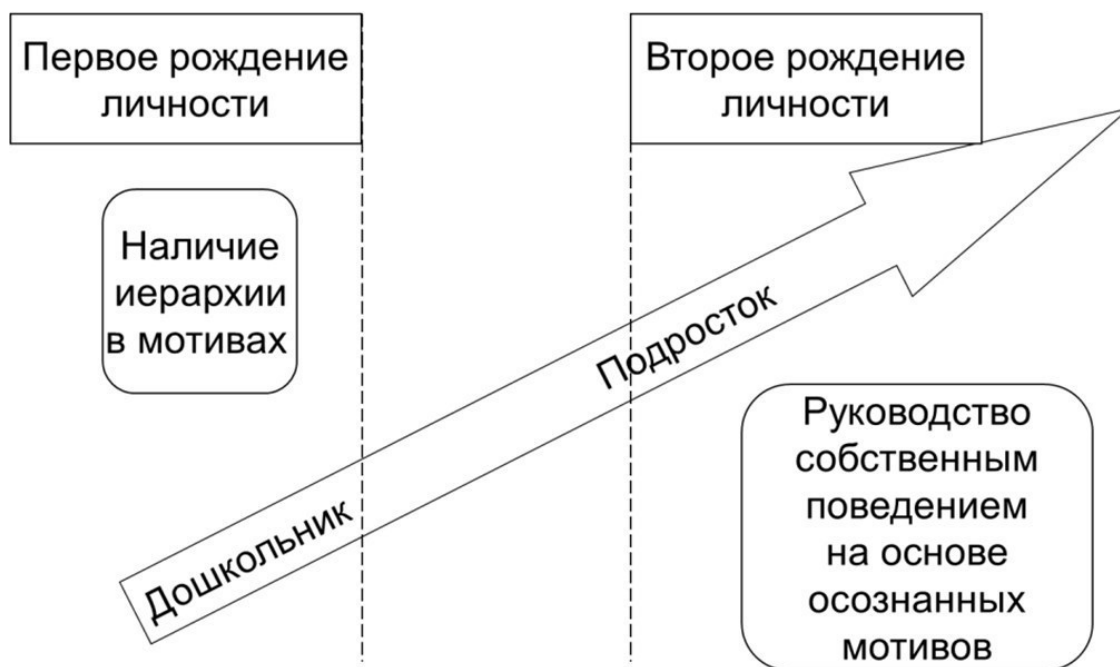 Первое рождение
личности
Второе рождение
личности
Наличие
иерархии
в мотивах
Подросток
Дошкольник
Руководство
собственным
поведением
на основе
осознанных
мотивов